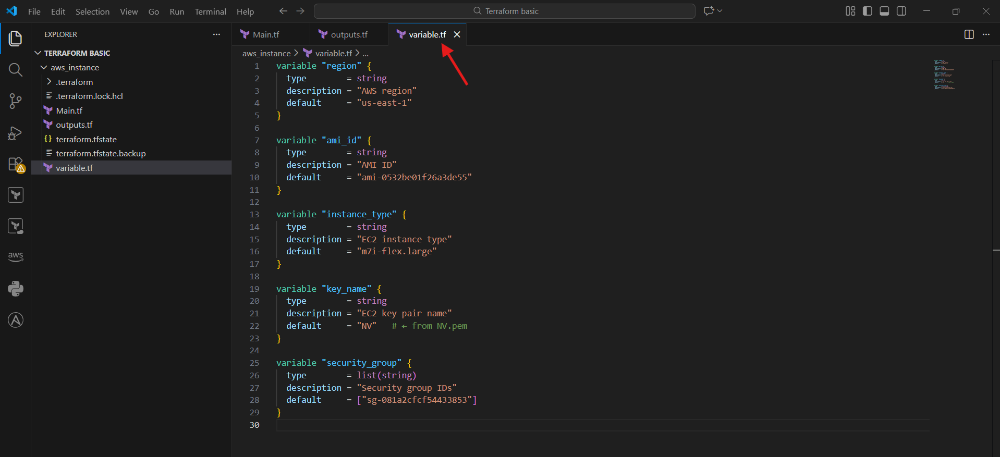 File Edit Selection View Go Run Terminal Help
Terraform basic
EXPLORER
TERRAFORM BASIC
aws_instance
.terraform
.terraform.lock.hcl
Main.tf
outputs.tf
terraform.tfstate
terraform.tfstate.backup
variable.tf
aws
Main.tf outputs.tf variable.tf
aws_instance > variable.tf > ...
1 variable "region" {
2 type = string
3 description = "AWS region"
4 default = "us-east-1"
5 }
6
7 variable "ami_id" {
8 type = string
9 description = "AMI ID"
10 default = "ami-0532be01f26a3de55"
11 }
12
13 variable "instance_type" {
14 type = string
15 description = "EC2 instance type"
16 default = "m7i-flex.large"
17 }
18
19 variable "key_name" {
20 type = string
21 description = "EC2 key pair name"
22 default = "NV" # ← from NV.pem
23 }
24
25 variable "security_group" {
26 type = list(string)
27 description = "Security group IDs"
28 default = ["sg-081a2cfcf54433853"]
29 }
30